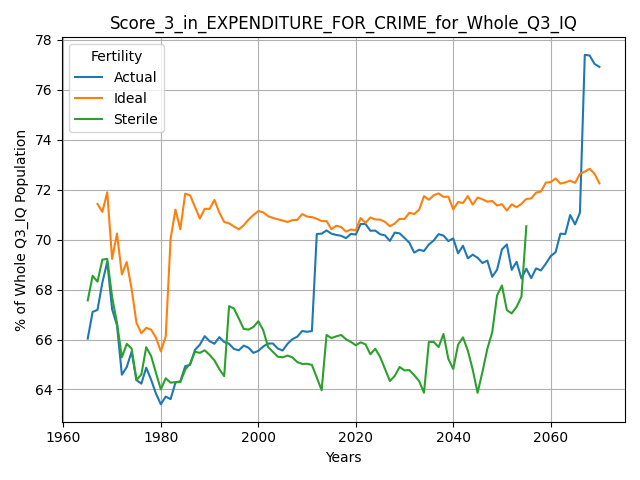 Score_3_in_EXPENDITURE_FOR_CRIME_for_Whole_Q3_IQ
% of Whole Q3_IQ Population
78
76
74
72
70
68
66
64
Fertility
Actual
Ideal
Sterile
1960 1980 2000 2020 2040 2060
Years